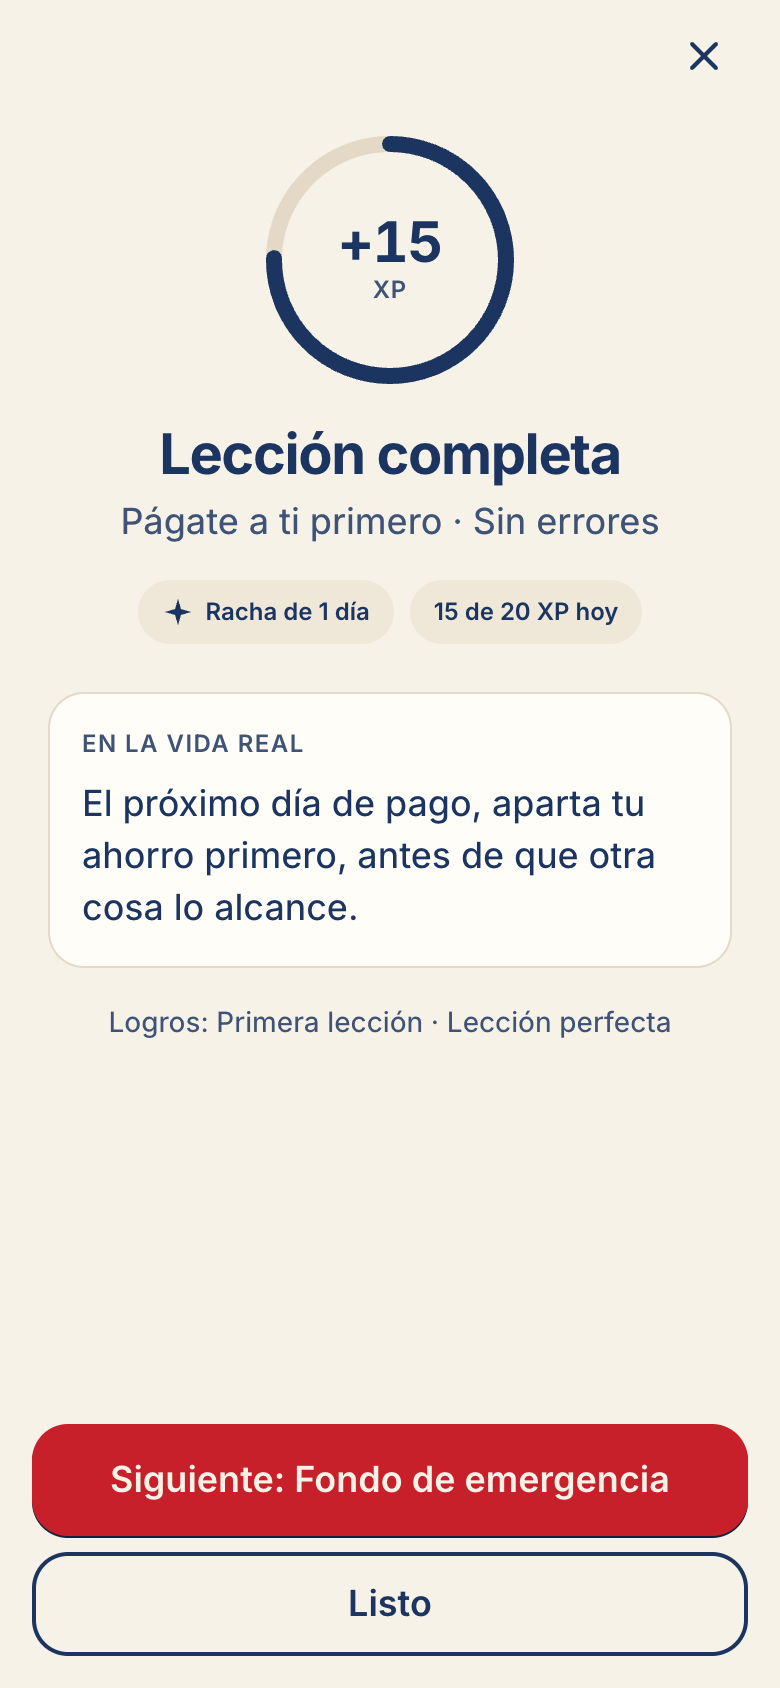 +15
XP
Lección completa
Págate a ti primero · Sin errores
Racha de 1 día
15 de 20 XP hoy
EN LA VIDA REAL
El próximo día de pago, aparta tu
ahorro primero, antes de que otra
cosa lo alcance.
Logros: Primera lección · Lección perfecta
Siguiente: Fondo de emergencia
Listo